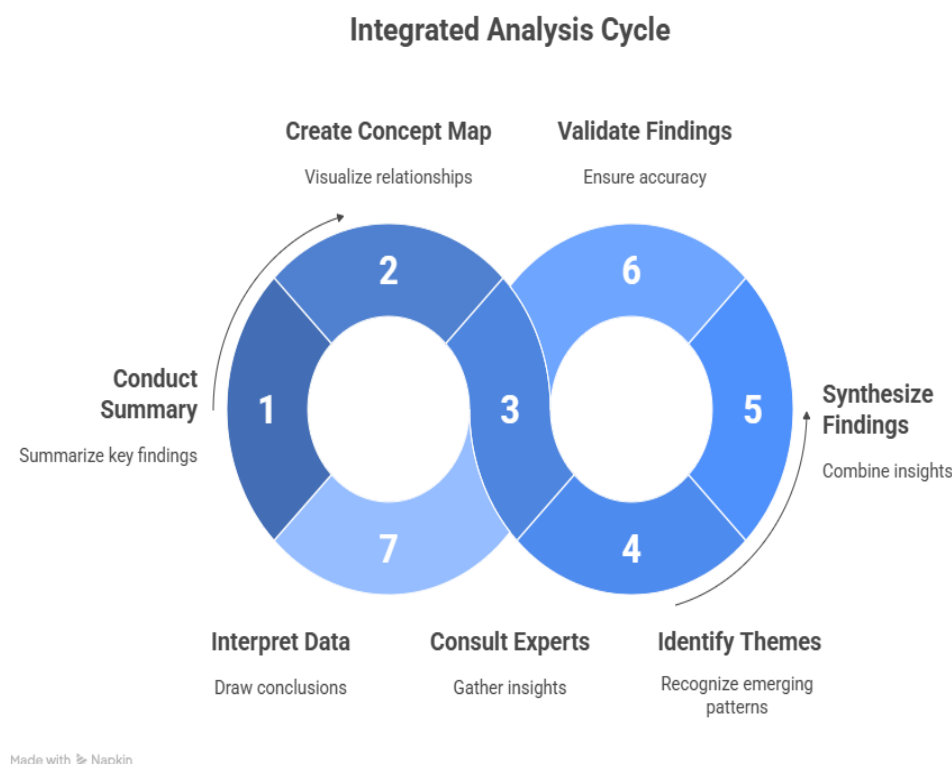 Integrated Analysis Cycle
Create Concept Map
Visualize relationships
Validate Findings
Ensure accuracy
2
6
Conduct
Summary
Summarize key findings
1
3
5
Synthesize
Findings
Combine insights
7
4
Interpret Data
Draw conclusions
Consult Experts
Gather insights
Identify Themes
Recognize emerging
patterns
Made with Napkin